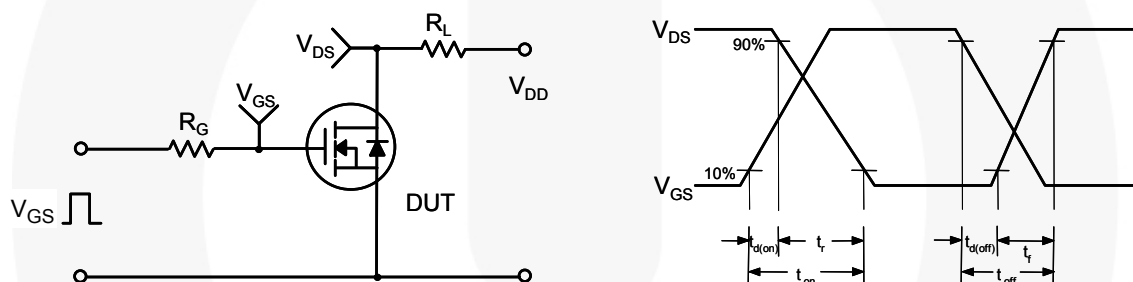 R_L
V_DS
V_DD
V_GS
R_G
V_GS
DUT
V_DS
90%
10%
V_GS
t_d(on)
t_r
t_d(off)
t_f
t_on
t_off